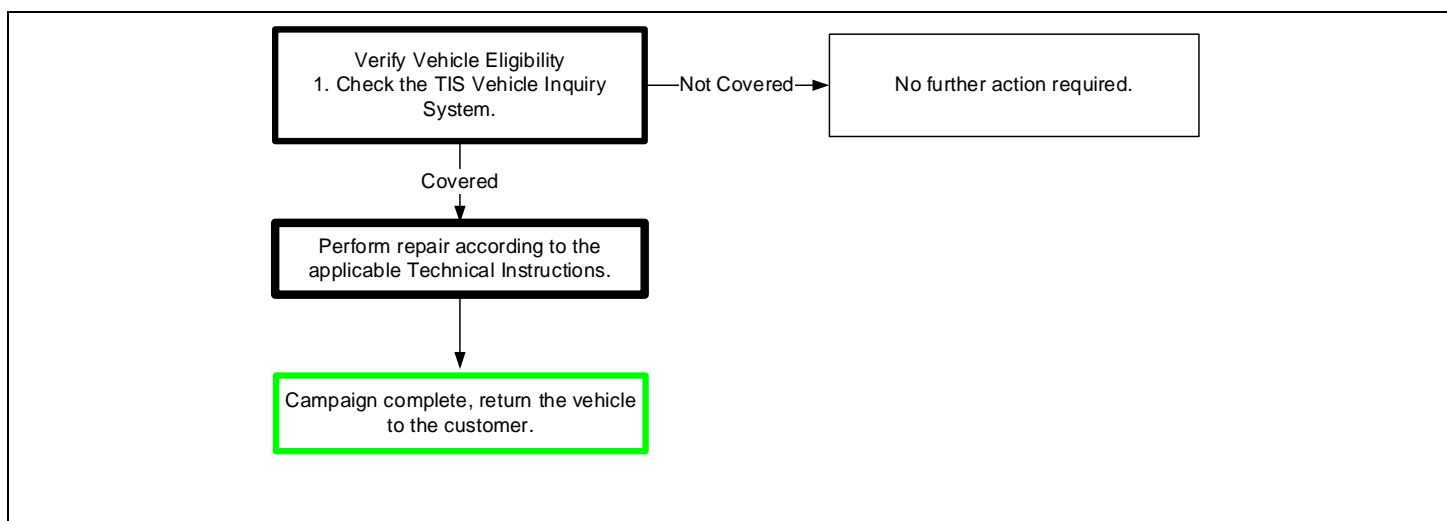 Verify Vehicle Eligibility
1. Check the TIS Vehicle Inquiry
System.
Not Covered
No further action required.
Covered
Perform repair according to the
applicable Technical Instructions.
Campaign complete, return the vehicle
to the customer.